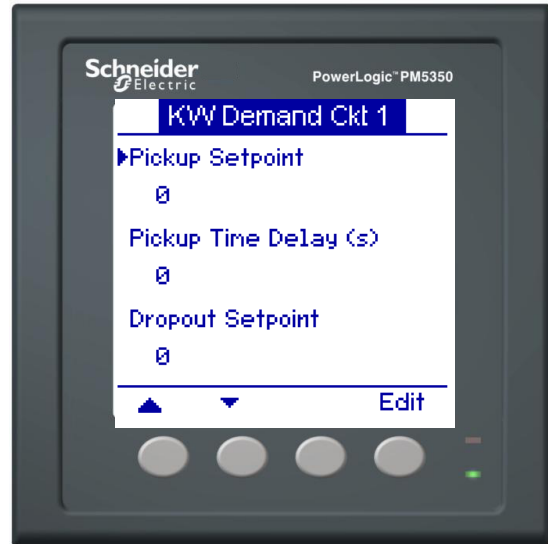 Schneider
Electric
PowerLogic™ PM5350
KW Demand Ckt 1
Pickup Setpoint
0
Pickup Time Delay (s)
0
Dropout Setpoint
0
Edit